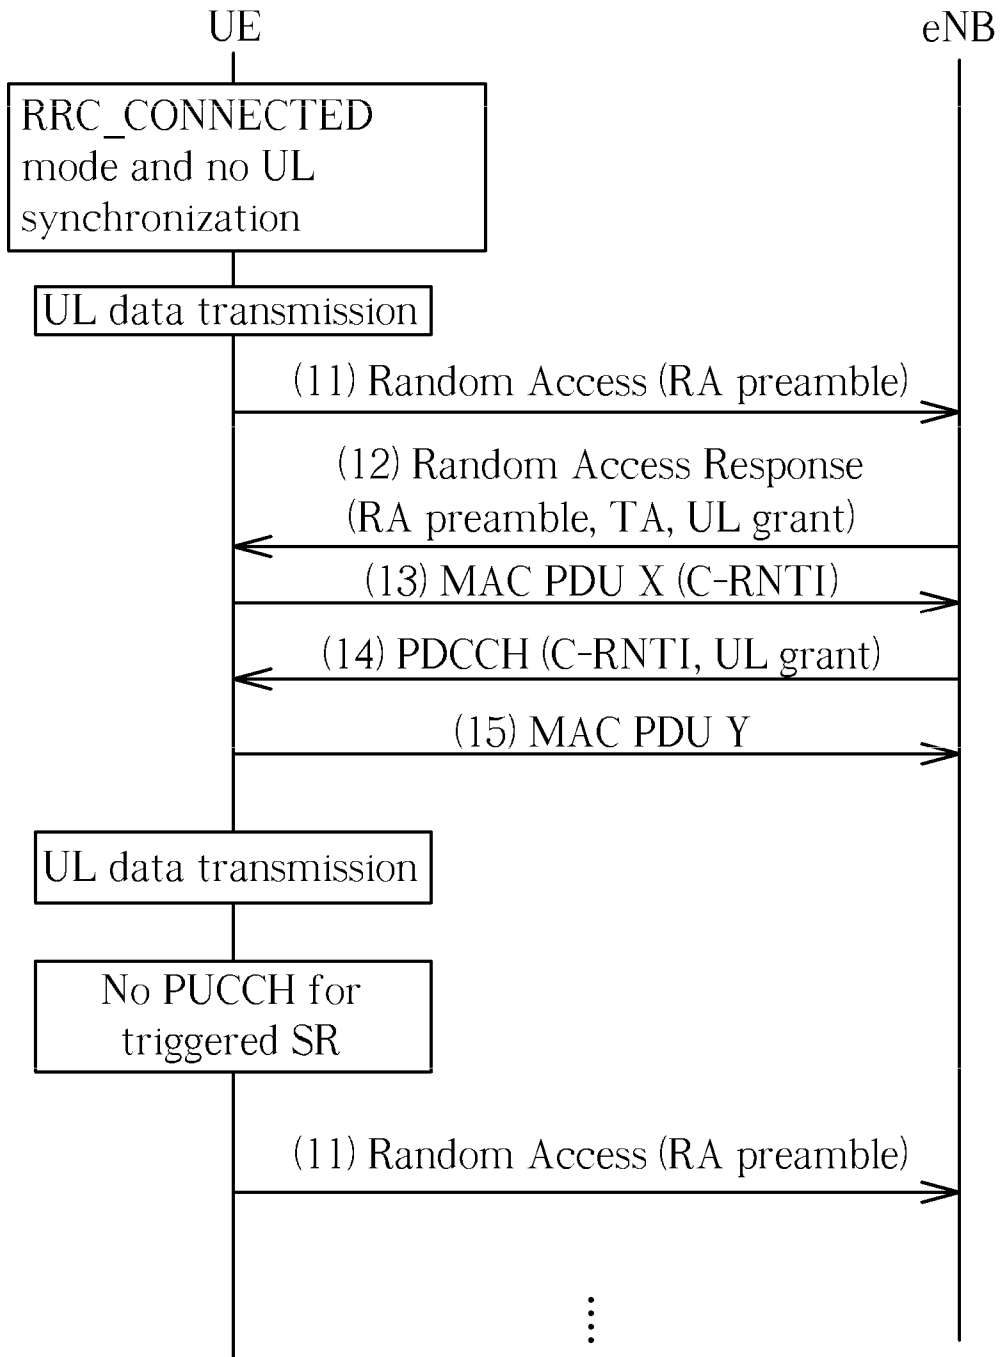 UE
eNB
RRC_CONNECTED
mode and no UL
synchronization
UL data transmission
(11) Random Access (RA preamble)
(12) Random Access Response
(RA preamble, TA, UL grant)
(13) MAC PDU X (C-RNTI)
(14) PDCCH (C-RNTI, UL grant)
(15) MAC PDU Y
UL data transmission
No PUCCH for
triggered SR
(11) Random Access (RA preamble)